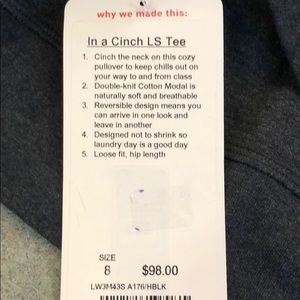 why we made this:
In a Cinch LS Tee
1. Cinch the neck on this cozy
pullover to keep chills out on
your way to and from class
2. Double-knit Cotton Modal is
naturally soft and breathable
3. Reversible design means you
can arrive in one look and
leave in another
4. Designed not to shrink so
laundry day is a good day
5. Loose fit, hip length
SIZE
8 $98.00
LW3M43S A176/HBLK